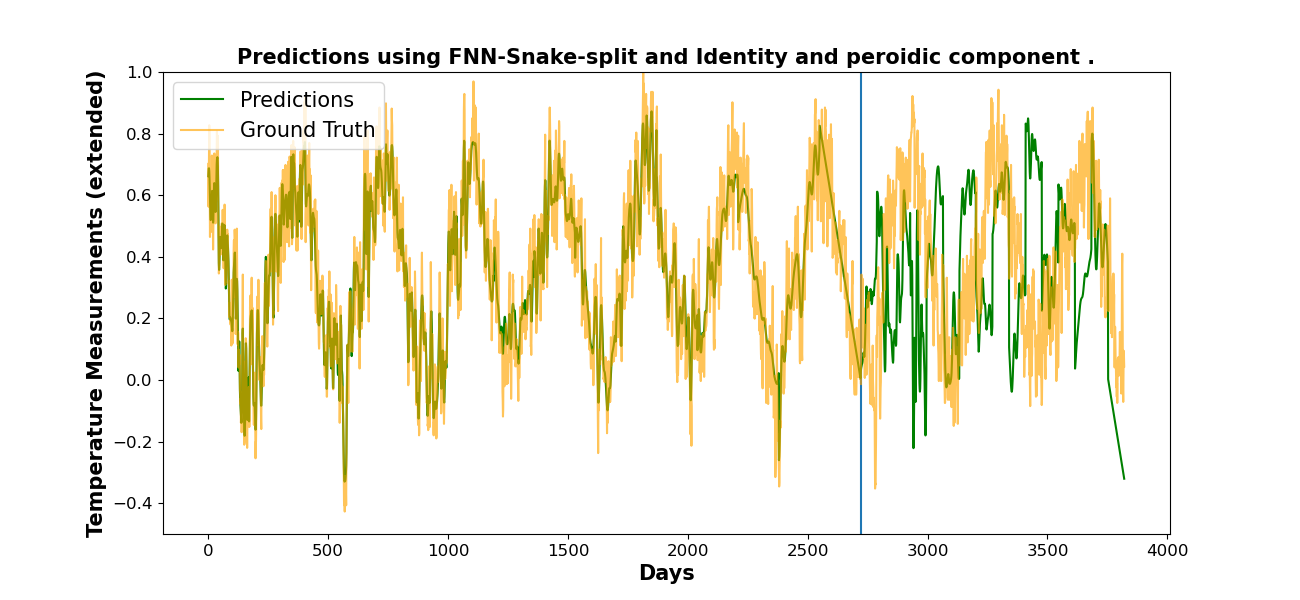 Predictions using FNN-Snake-split and Identity and peroidic component .
Temperature Measurements (extended)
1.0
0.8
0.6
0.4
0.2
0.0
−0.2
−0.4
Predictions
Ground Truth
0 500 1000 1500 2000 2500 3000 3500 4000
Days